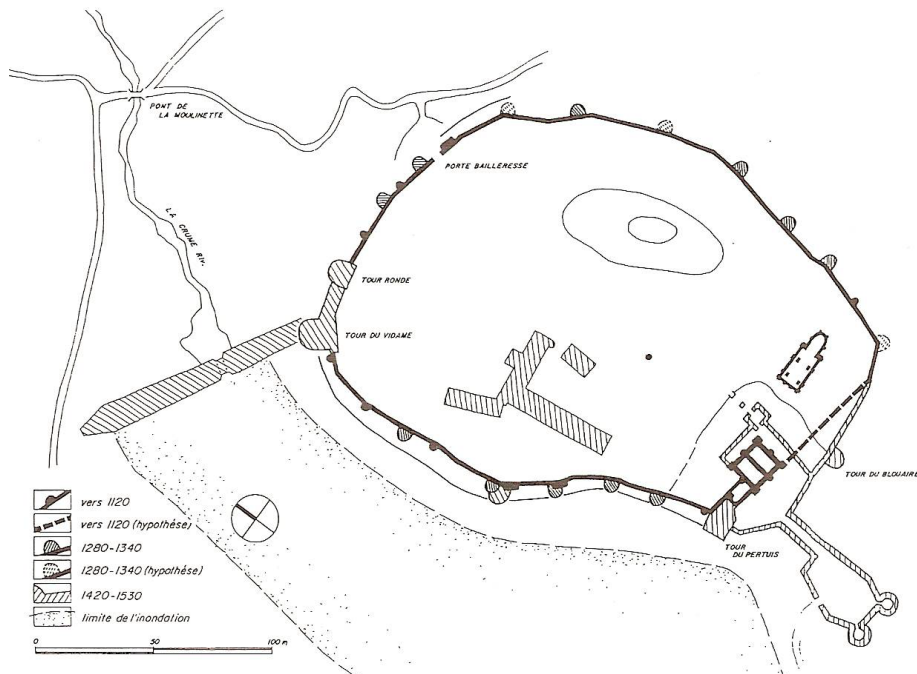 PONT DE
LA MOULINETTE
PORTE BAILLERESSE
LA CRUNE RIV.
TOUR RONDE
TOUR DU VIDAME
TOUR DU BLOUAIRE
TOUR
DU PERTUIS
vers 1120
vers 1120 (hypothèse)
1280-1340
1280-1340 (hypothèse)
1420-1530
limite de l'inondation
0 50 100 m